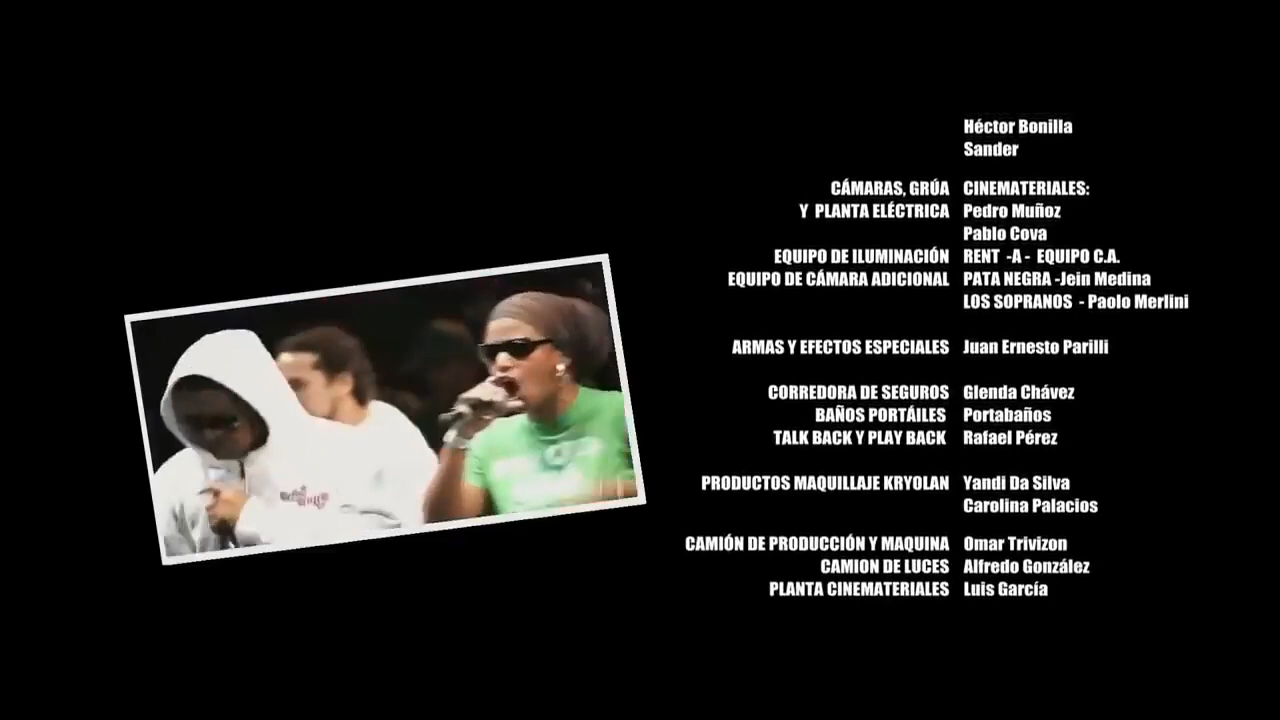 Héctor Bonilla
Sander
CÁMARAS, GRÚA CINEMATERIALES:
Y PLANTA ELÉCTRICA Pedro Muñoz
Pablo Cova
EQUIPO DE ILUMINACIÓN RENT -A - EQUIPO C.A.
EQUIPO DE CÁMARA ADICIONAL PATA NEGRA -Jein Medina
LOS SOPRANOS - Paolo Merlini
ARMAS Y EFECTOS ESPECIALES Juan Ernesto Parilli
CORREDORA DE SEGUROS Glenda Chávez
BAÑOS PORTÁILES Portabaños
TALK BACK Y PLAY BACK Rafael Pérez
PRODUCTOS MAQUILLAJE KRYOLAN Yandi Da Silva
Carolina Palacios
CAMIÓN DE PRODUCCIÓN Y MAQUINA Omar Trivizon
CAMION DE LUCES Alfredo González
PLANTA CINEMATERIALES Luis García